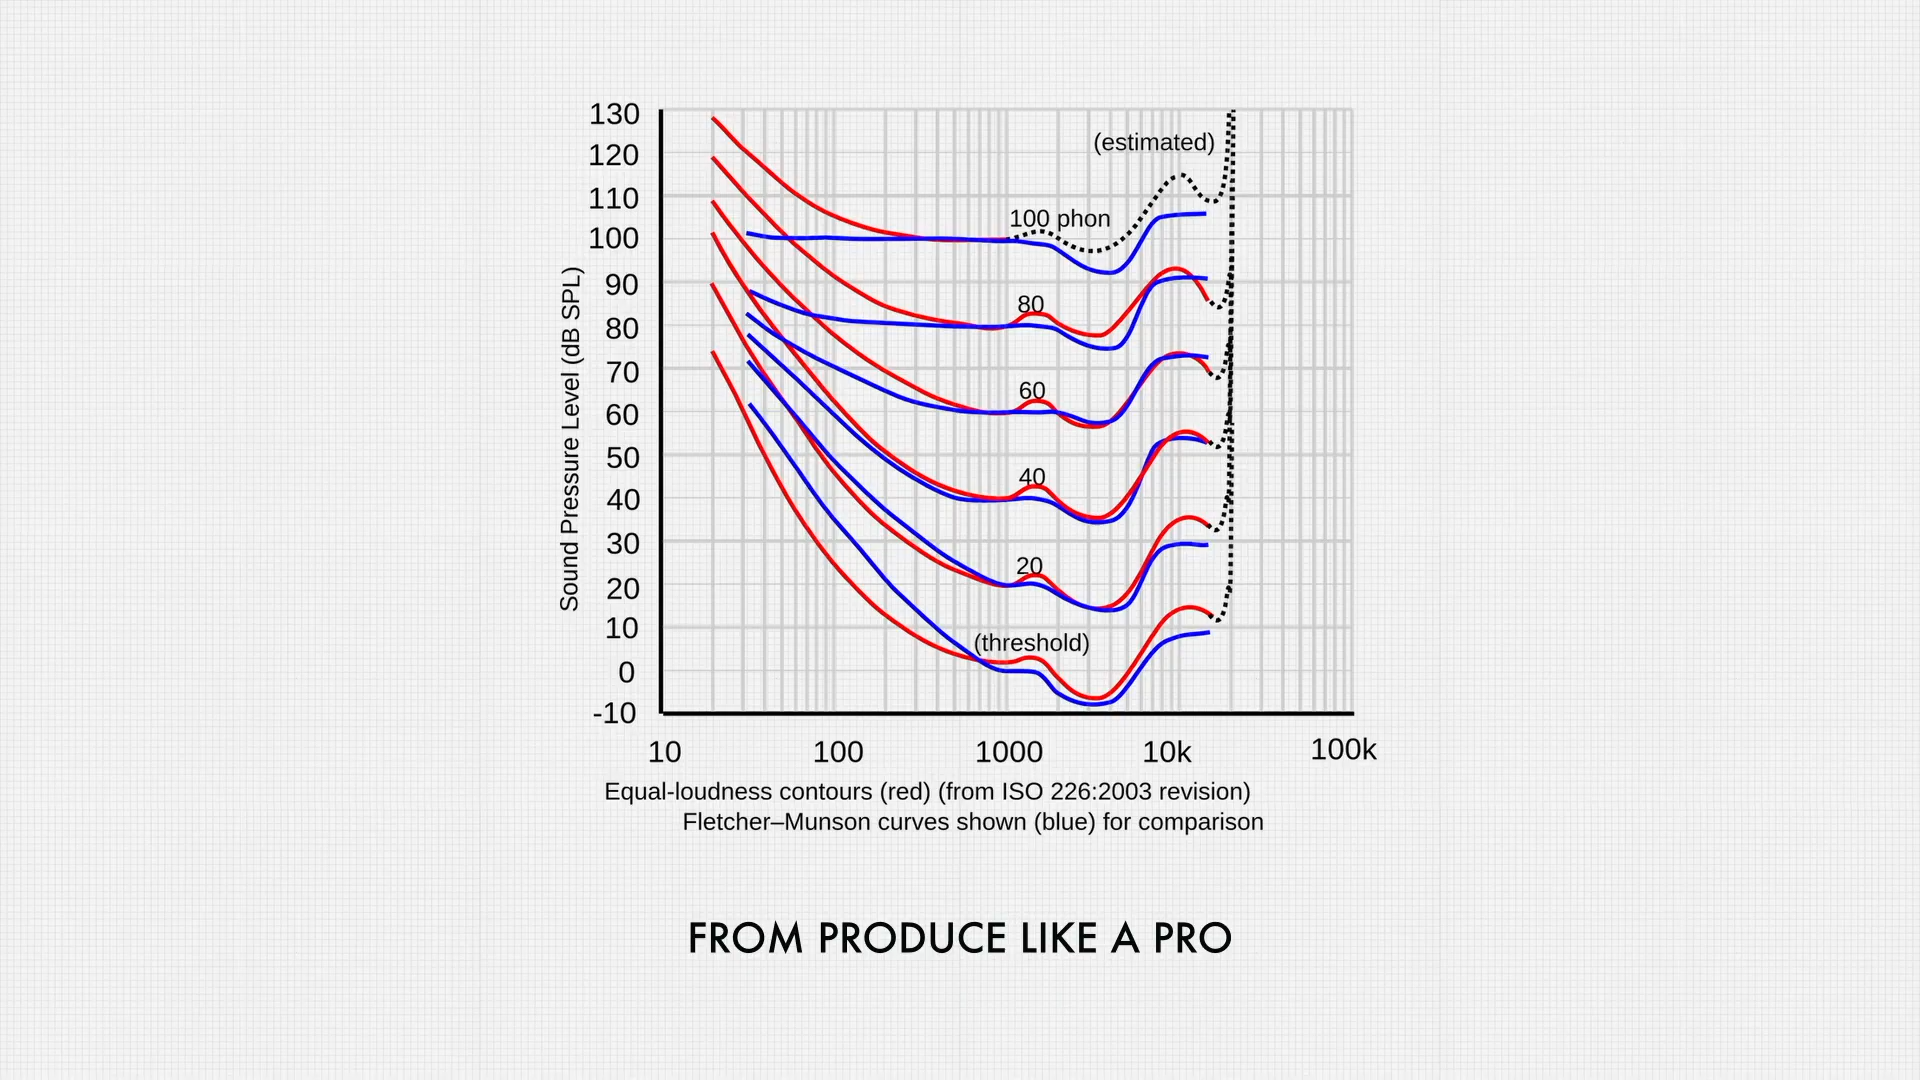 130
120
110
100
90
80
70
60
50
40
30
20
10
0
-10
Sound Pressure Level (dB SPL)
(estimated)
100 phon
80
60
40
20
(threshold)
10 100 1000 10k 100k
Equal-loudness contours (red) (from ISO 226:2003 revision)
Fletcher–Munson curves shown (blue) for comparison
FROM PRODUCE LIKE A PRO